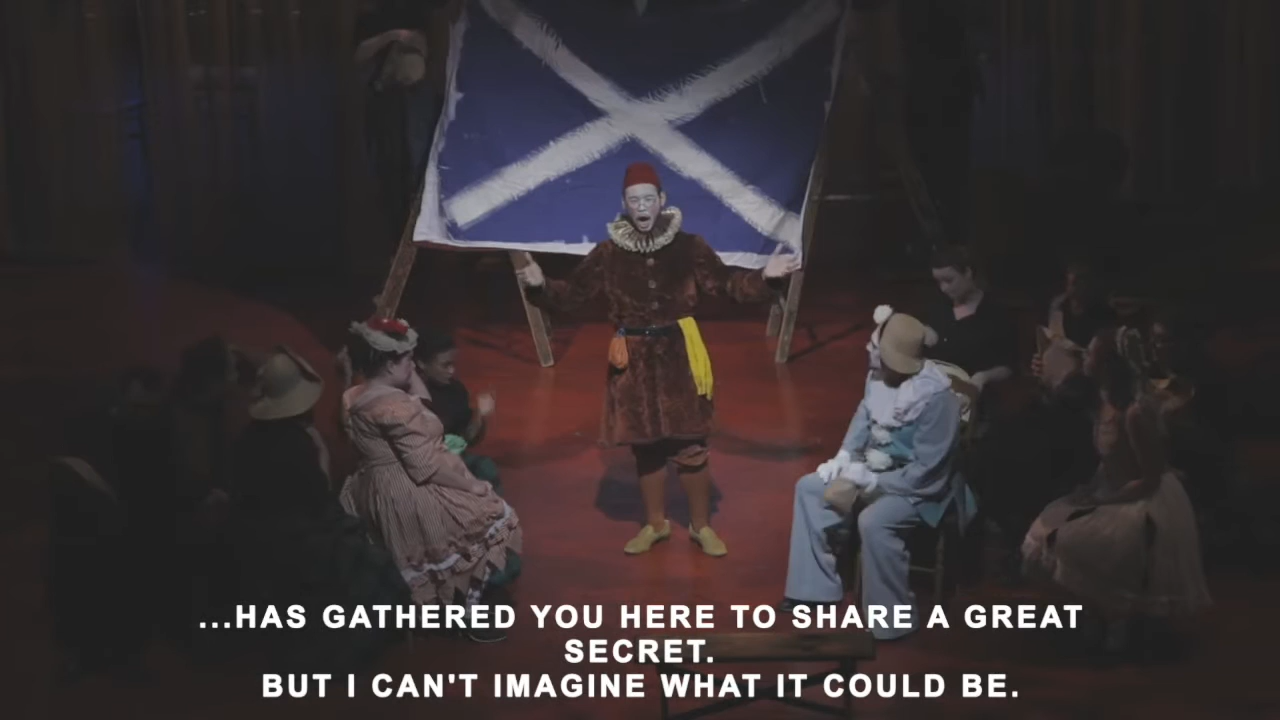 ...HAS GATHERED YOU HERE TO SHARE A GREAT
SECRET.
BUT I CAN'T IMAGINE WHAT IT COULD BE.